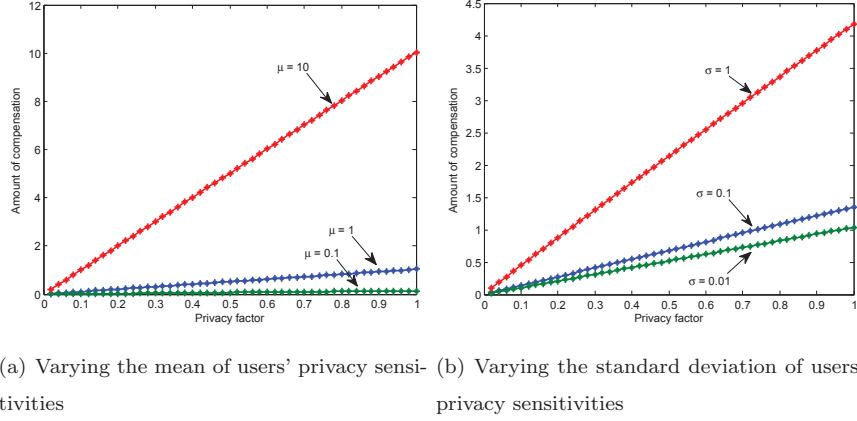 12
10
8
6
4
2
0
Amount of compensation
μ = 10
μ = 1
μ = 0.1
0 0.1 0.2 0.3 0.4 0.5 0.6 0.7 0.8 0.9 1
Privacy factor
4.5
4
3.5
3
2.5
2
1.5
1
0.5
0
Amount of compensation
σ = 1
σ = 0.1
σ = 0.01
0 0.1 0.2 0.3 0.4 0.5 0.6 0.7 0.8 0.9 1
Privacy factor
(a) Varying the mean of users' privacy sensi-
tivities
(b) Varying the standard deviation of users
privacy sensitivities